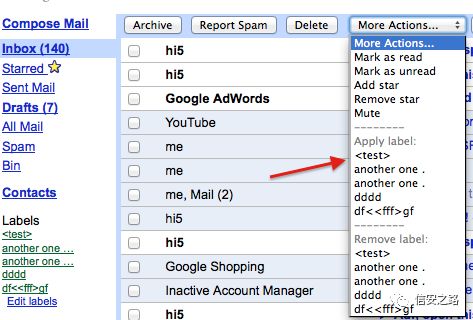 Compose Mail
Inbox (140)
Starred
Sent Mail
Drafts (7)
All Mail
Spam
Bin
Contacts
Labels
<test>
another one ...
another one ...
dddd
df<<fff>gf
Edit labels
Archive
Report Spam
Delete
More Actions...
hi5
hi5
Google AdWords
YouTube
me
me
me, Mail (2)
hi5
hi5
Google Shopping
Inactive Account Manager
More Actions...
Mark as read
Mark as unread
Add star
Remove star
Mute
--------
Apply label:
<test>
another one .
another one .
dddd
df<<fff>gf
--------
Remove label:
<test>
another one .
another one .
dddd
df<<fff>gf
信安之路